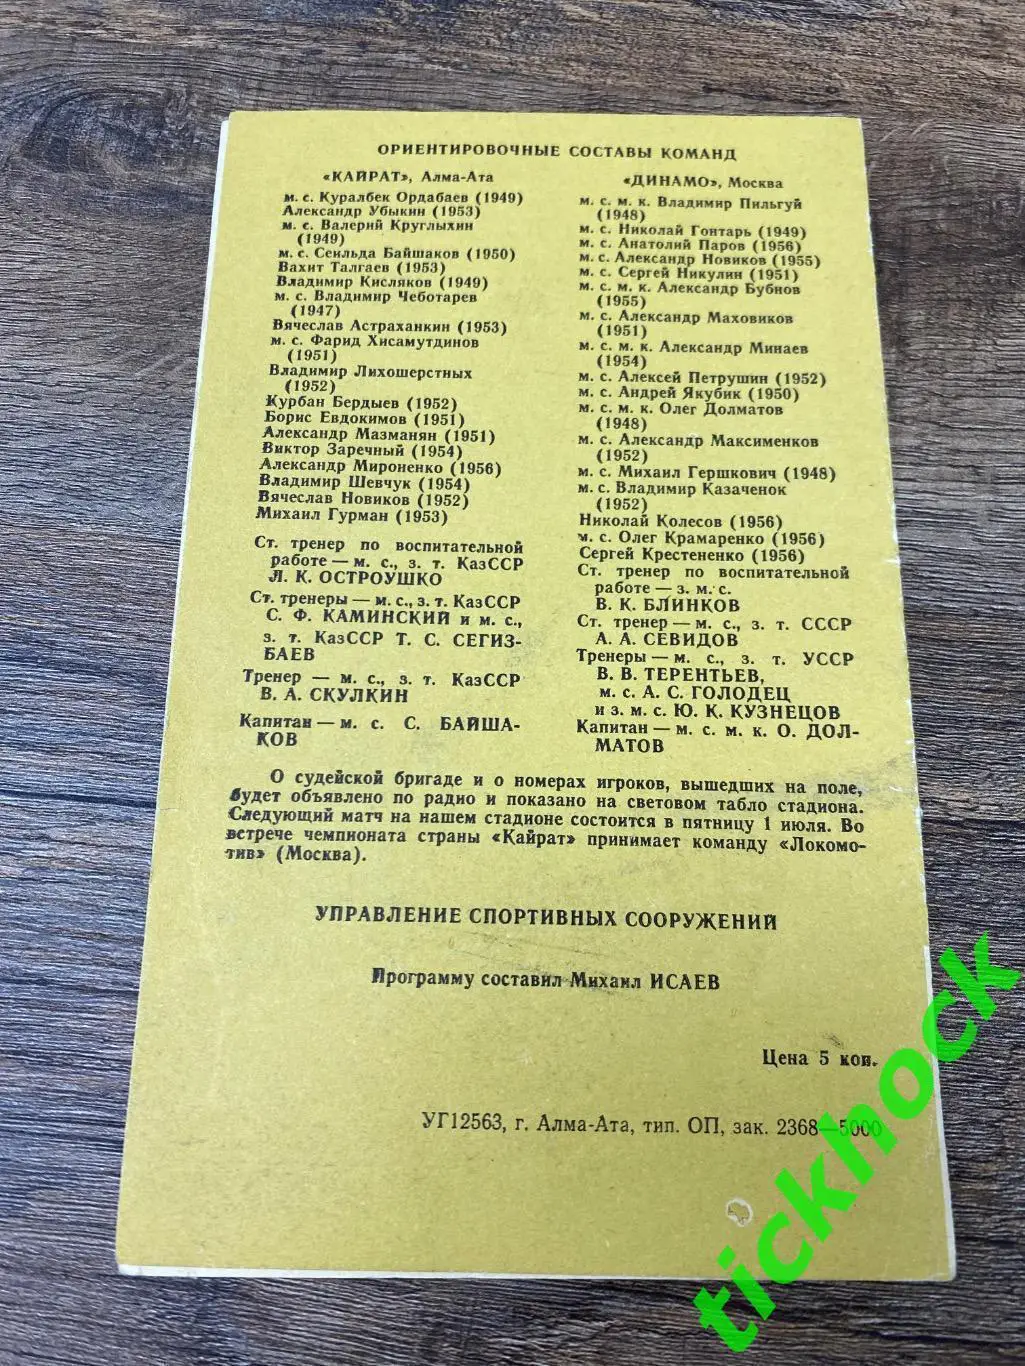 ОРИЕНТИРОВОЧНЫЕ СОСТАВЫ КОМАНД
«КАЙРАТ», Алма-Ата
м. с. Куралбек Ордабаев (1949)
Александр Убыкин (1953)
м. с. Валерий Круглыхин
(1949)
м. с. Сеильда Байшаков (1950)
Вахит Талгаев (1953)
Владимир Кисляков (1949)
м. с. Владимир Чеботарев
(1947)
Вячеслав Астраханкин (1953)
м. с. Фарид Хисамутдинов
(1951)
Владимир Лихошерстных
(1952)
Курбан Бердыев (1952)
Борис Евдокимов (1951)
Александр Мазманян (1951)
Виктор Заречный (1954)
Александр Мироненко (1956)
Владимир Шевчук (1954)
Вячеслав Новиков (1952)
Михаил Гурман (1953)
Ст. тренер по воспитательной
работе — м. с., з. т. КазССР
Л. К. ОСТРОУШКО
Ст. тренеры — м. с., з. т. КазССР
С. Ф. КАМИНСКИЙ и м. с.,
з. т. КазССР Т. С. СЕГИЗ-
БАЕВ
Тренер — м. с., з. т. КазССР
В. А. СКУЛКИН
Капитан — м. с. С. БАЙША-
КОВ
«ДИНАМО», Москва
м. с. м. к. Владимир Пильгуй
(1948)
м. с. Николай Гонтарь (1949)
м. с. Анатолий Паров (1956)
м. с. Александр Новиков (1955)
м. с. Сергей Никулин (1951)
м. с. м. к. Александр Бубнов
(1955)
м. с. Александр Маховиков
(1951)
м. с. м. к. Александр Минаев
(1954)
м. с. Алексей Петрушин (1952)
м. с. Андрей Якубик (1950)
м. с. м. к. Олег Долматов
(1948)
м. с. Александр Максименков
(1952)
м. с. Михаил Гершкович (1948)
м. с. Владимир Казаченок
(1952)
Николай Колесов (1956)
м. с. Олег Крамаренко (1956)
Сергей Крестененко (1956)
Ст. тренер по воспитательной
работе — з. м. с.
В. К. БЛИНКОВ
Ст. тренер — м. с., з. т. СССР
А. А. СЕВИДОВ
Тренеры — м. с., з. т. УССР
В. В. ТЕРЕНТЬЕВ,
м. с. А. С. ГОЛОДЕЦ
и з. м. с. Ю. К. КУЗНЕЦОВ
Капитан — м. с. м. к. О. ДОЛ-
МАТОВ
О судейской бригаде и о номерах игроков, вышедших на поле,
будет объявлено по радио и показано на световом табло стадиона.
Следующий матч на нашем стадионе состоится в пятницу 1 июля. Во
встрече чемпионата страны «Кайрат» принимает команду «Локомо-
тив» (Москва).
УПРАВЛЕНИЕ СПОРТИВНЫХ СООРУЖЕНИЙ
Программу составил Михаил ИСАЕВ
Цена 5 коп.
УГ12563, г. Алма-Ата, тип. ОП, зак. 2368—5000
tickhock